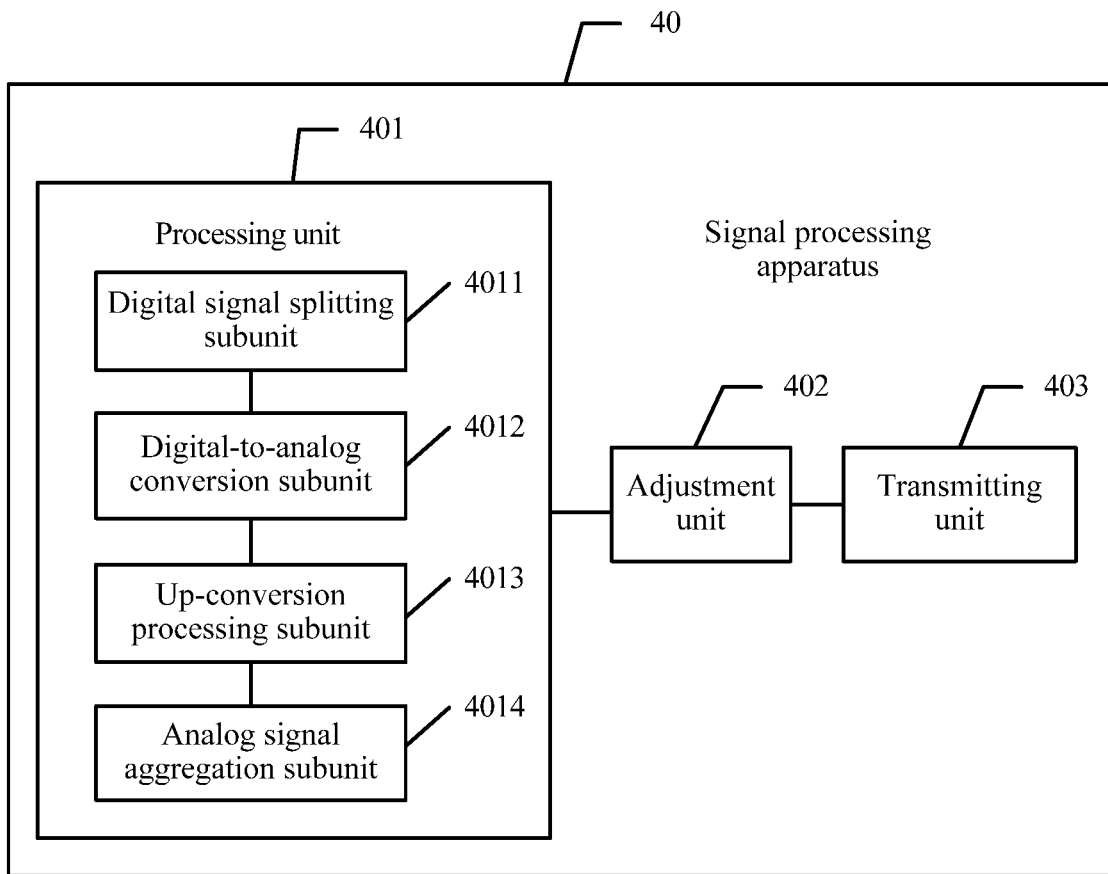 40
401
Processing unit
Signal processing
apparatus
Digital signal splitting
subunit
4011
Digital-to-analog
conversion subunit
4012
402
403
Adjustment
unit
Transmitting
unit
Up-conversion
processing subunit
4013
Analog signal
aggregation subunit
4014